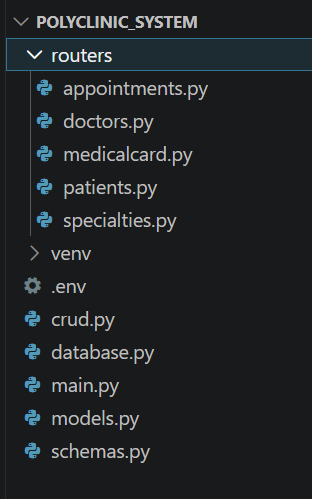 POLYCLINIC_SYSTEM
routers
appointments.py
doctors.py
medicalcard.py
patients.py
specialties.py
venv
.env
crud.py
database.py
main.py
models.py
schemas.py